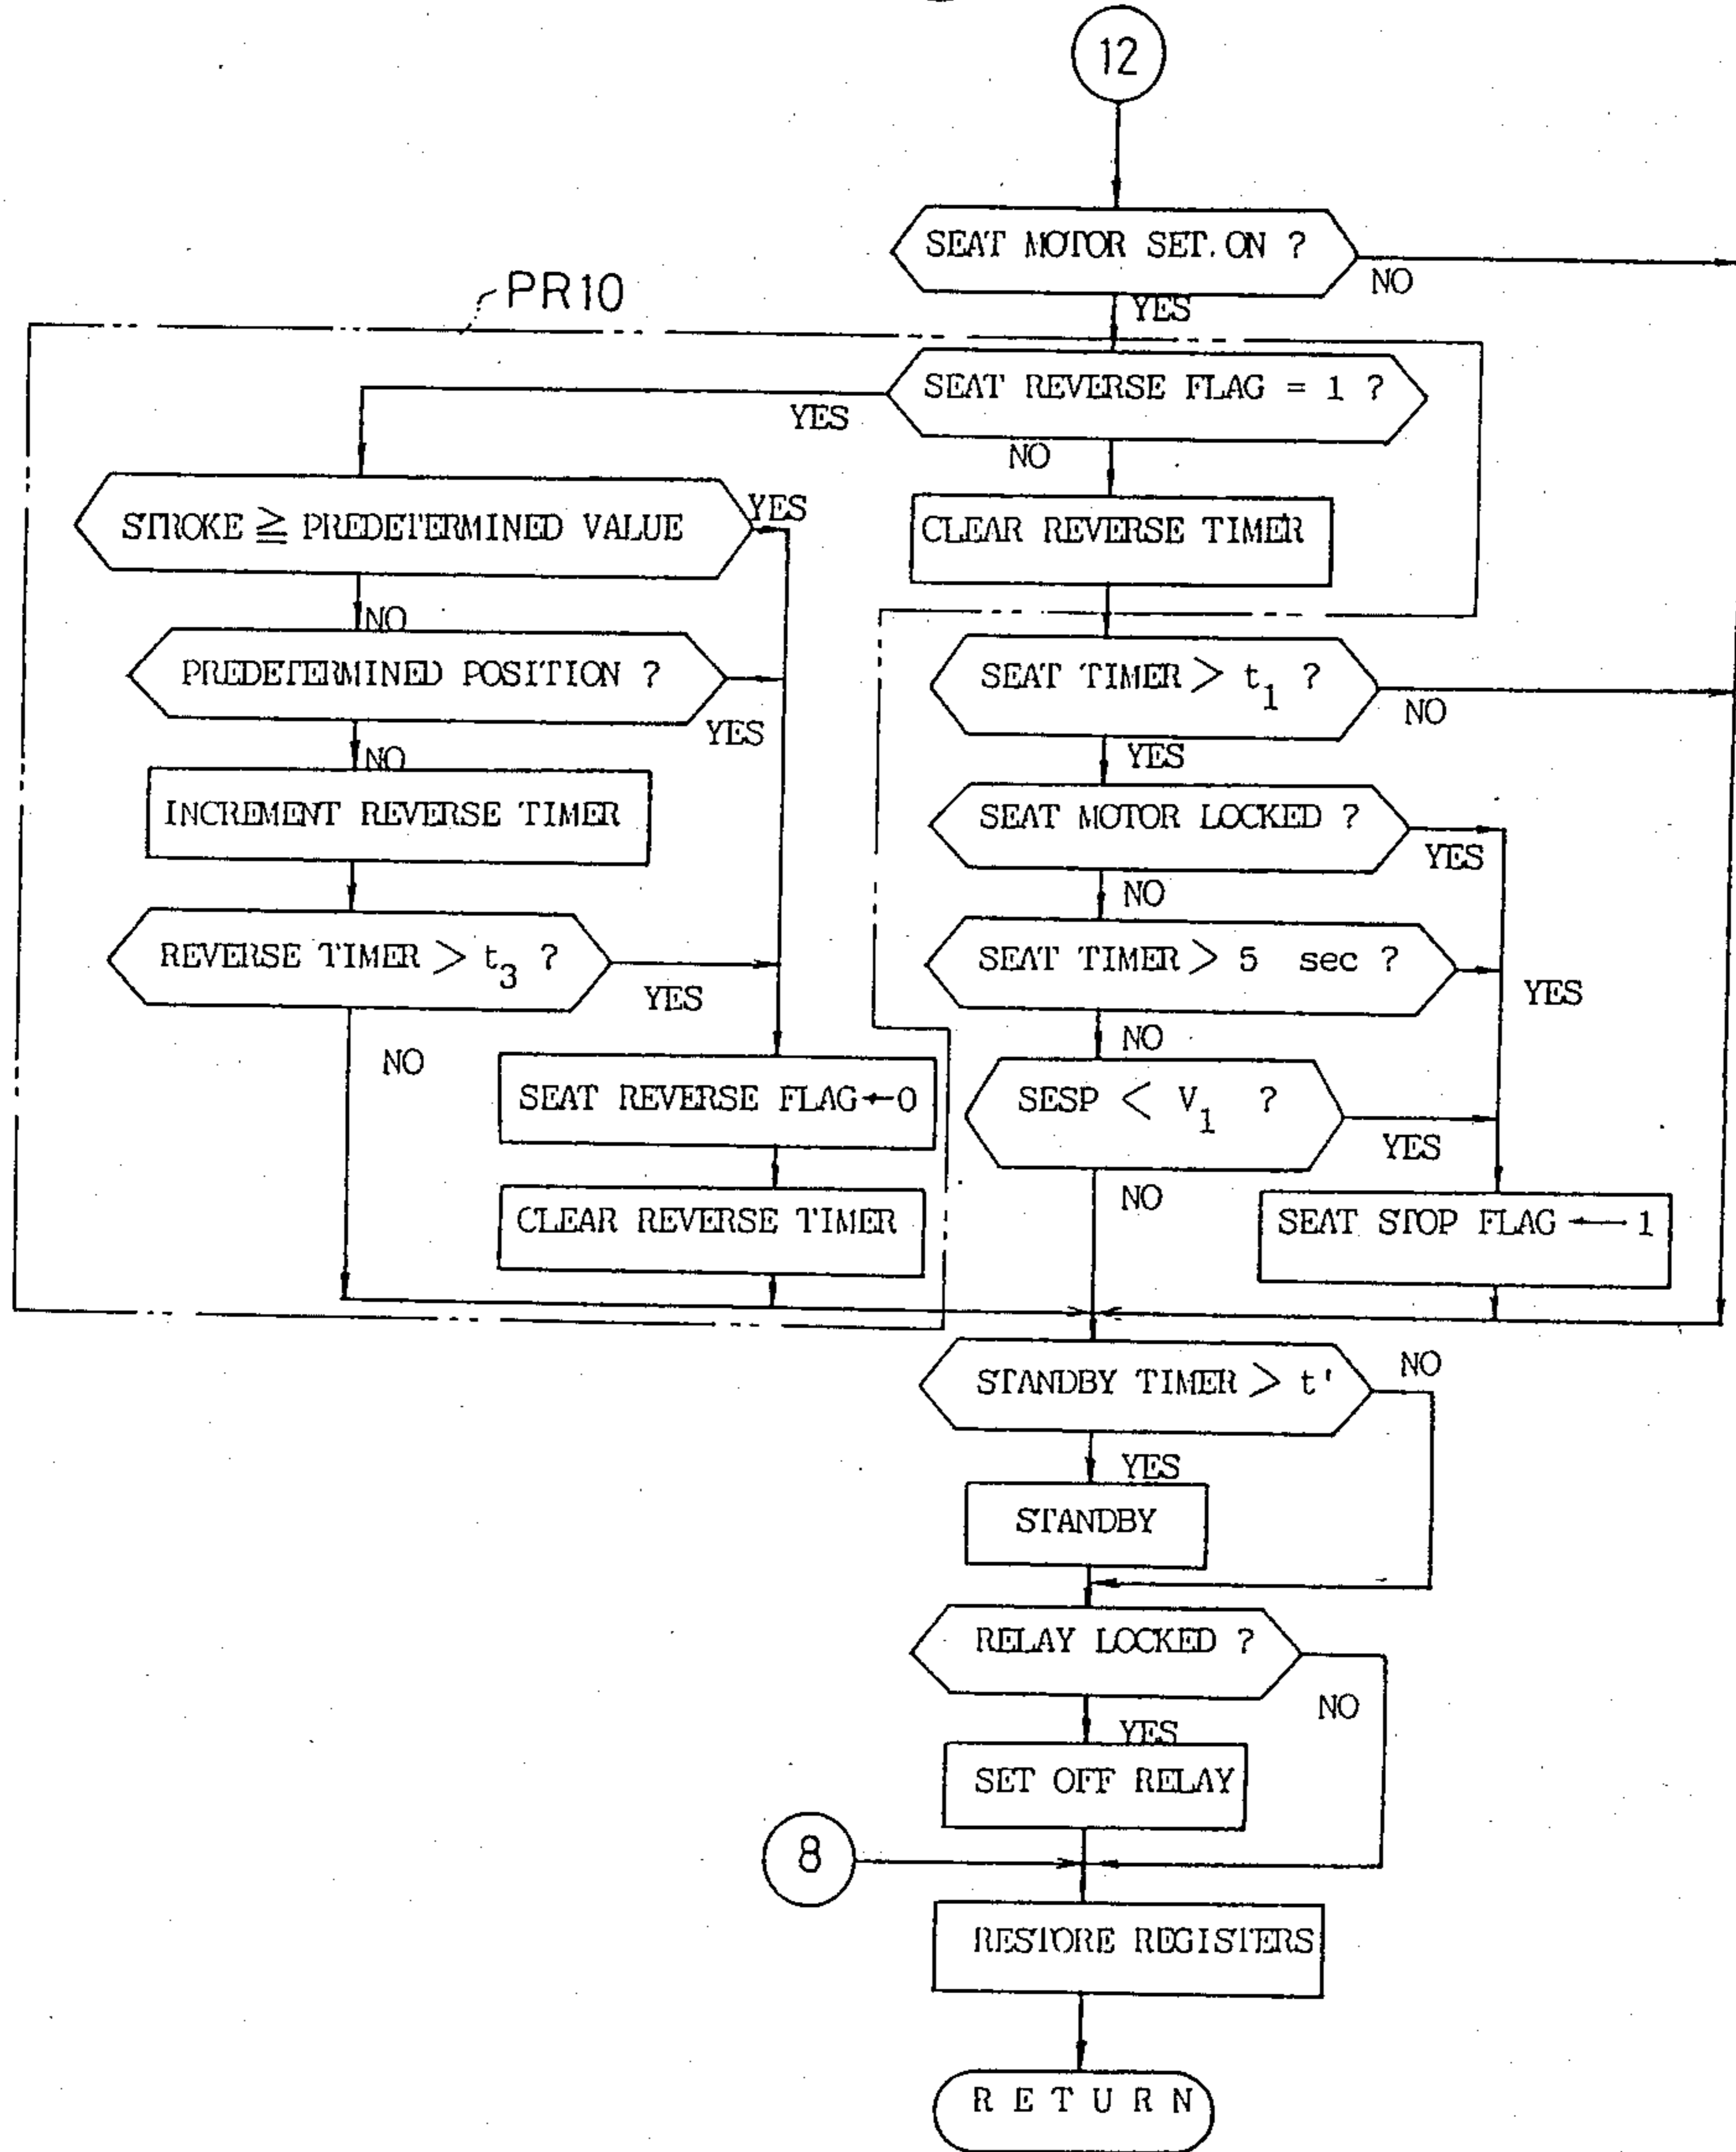 12
SEAT MOTOR SET.ON ?
NO
YES
PR10
SEAT REVERSE FLAG = 1 ?
YES
NO
STROKE ≧ PREDETERMINED VALUE
YES
CLEAR REVERSE TIMER
NO
PREDETERMINED POSITION ?
YES
SEAT TIMER > t1 ?
NO
YES
NO
INCREMENT REVERSE TIMER
SEAT MOTOR LOCKED ?
YES
NO
REVERSE TIMER > t3 ?
YES
NO
SEAT TIMER > 5 sec ?
YES
NO
SEAT REVERSE FLAG ← 0
SESP < V1 ?
YES
NO
CLEAR REVERSE TIMER
SEAT STOP FLAG ← 1
STANDBY TIMER > t'
NO
YES
STANDBY
RELAY LOCKED ?
NO
YES
SET OFF RELAY
8
RESTORE REGISTERS
RETURN